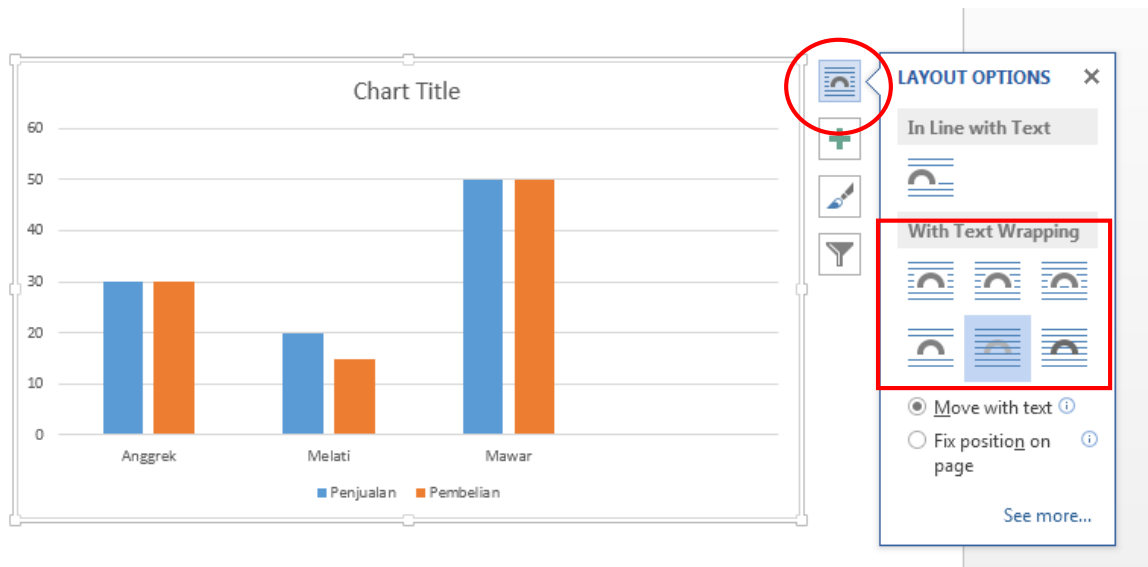 Chart Title
60
50
40
30
20
10
0
Anggrek Melati Mawar
Penjualan Pembelian
LAYOUT OPTIONS
In Line with Text
With Text Wrapping
Move with text
Fix position on
page
See more...